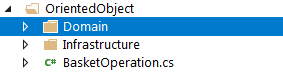 OrientedObject
Domain
Infrastructure
C# BasketOperation.cs